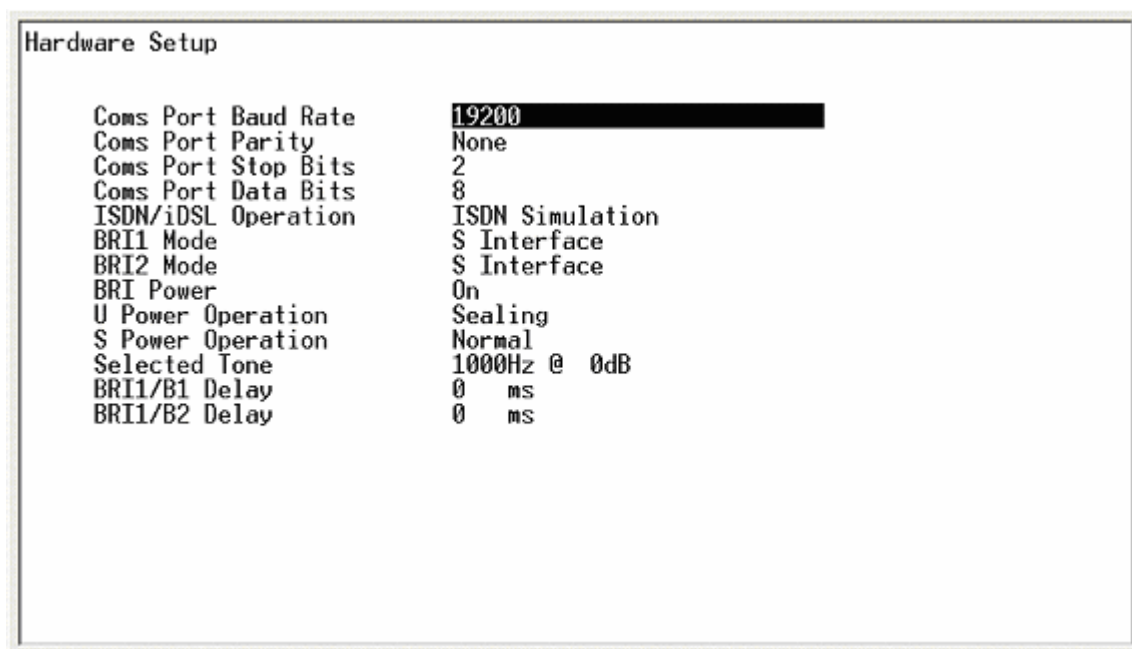 Hardware Setup
Coms Port Baud Rate 19200
Coms Port Parity None
Coms Port Stop Bits 2
Coms Port Data Bits 8
ISDN/iDSL Operation ISDN Simulation
BRI1 Mode S Interface
BRI2 Mode S Interface
BRI Power On
U Power Operation Sealing
S Power Operation Normal
Selected Tone 1000Hz @ 0dB
BRI1/B1 Delay 0 ms
BRI1/B2 Delay 0 ms